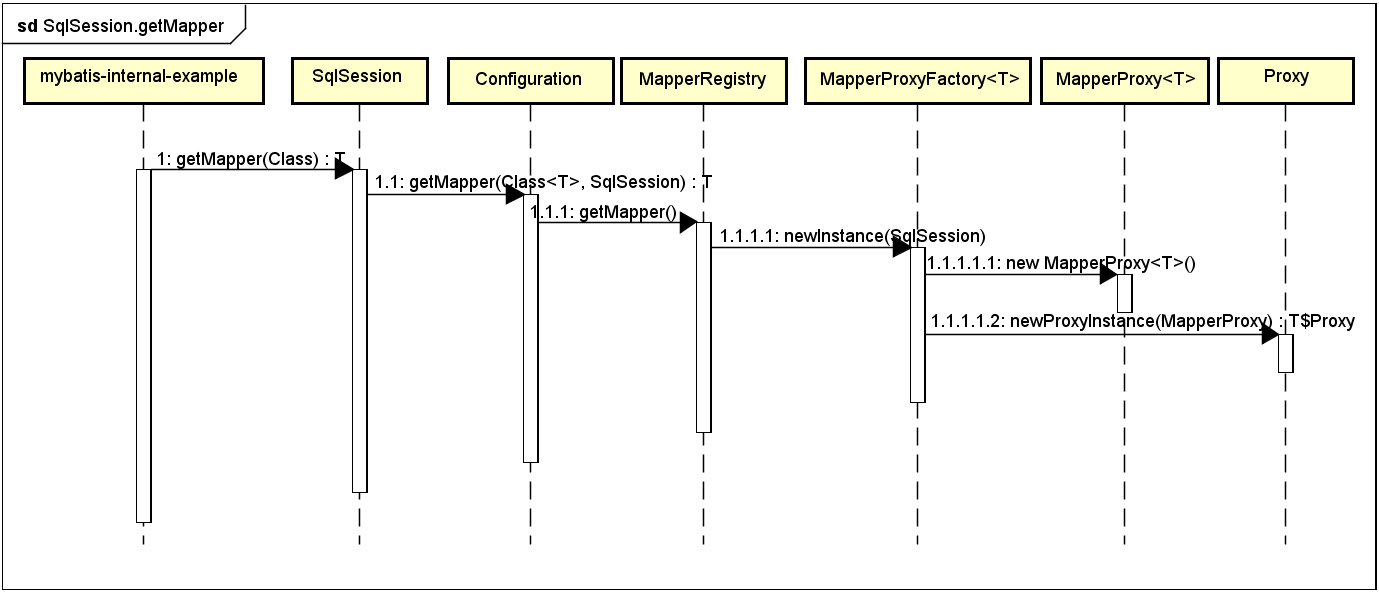 sd SqlSession.getMapper
mybatis-internal-example
SqlSession
Configuration
MapperRegistry
MapperProxyFactory<T>
MapperProxy<T>
Proxy
1: getMapper(Class) : T
1.1: getMapper(Class<T>, SqlSession) : T
1.1.1: getMapper()
1.1.1.1: newInstance(SqlSession)
1.1.1.1.1: new MapperProxy<T>()
1.1.1.1.2: newProxyInstance(MapperProxy) : T$Proxy